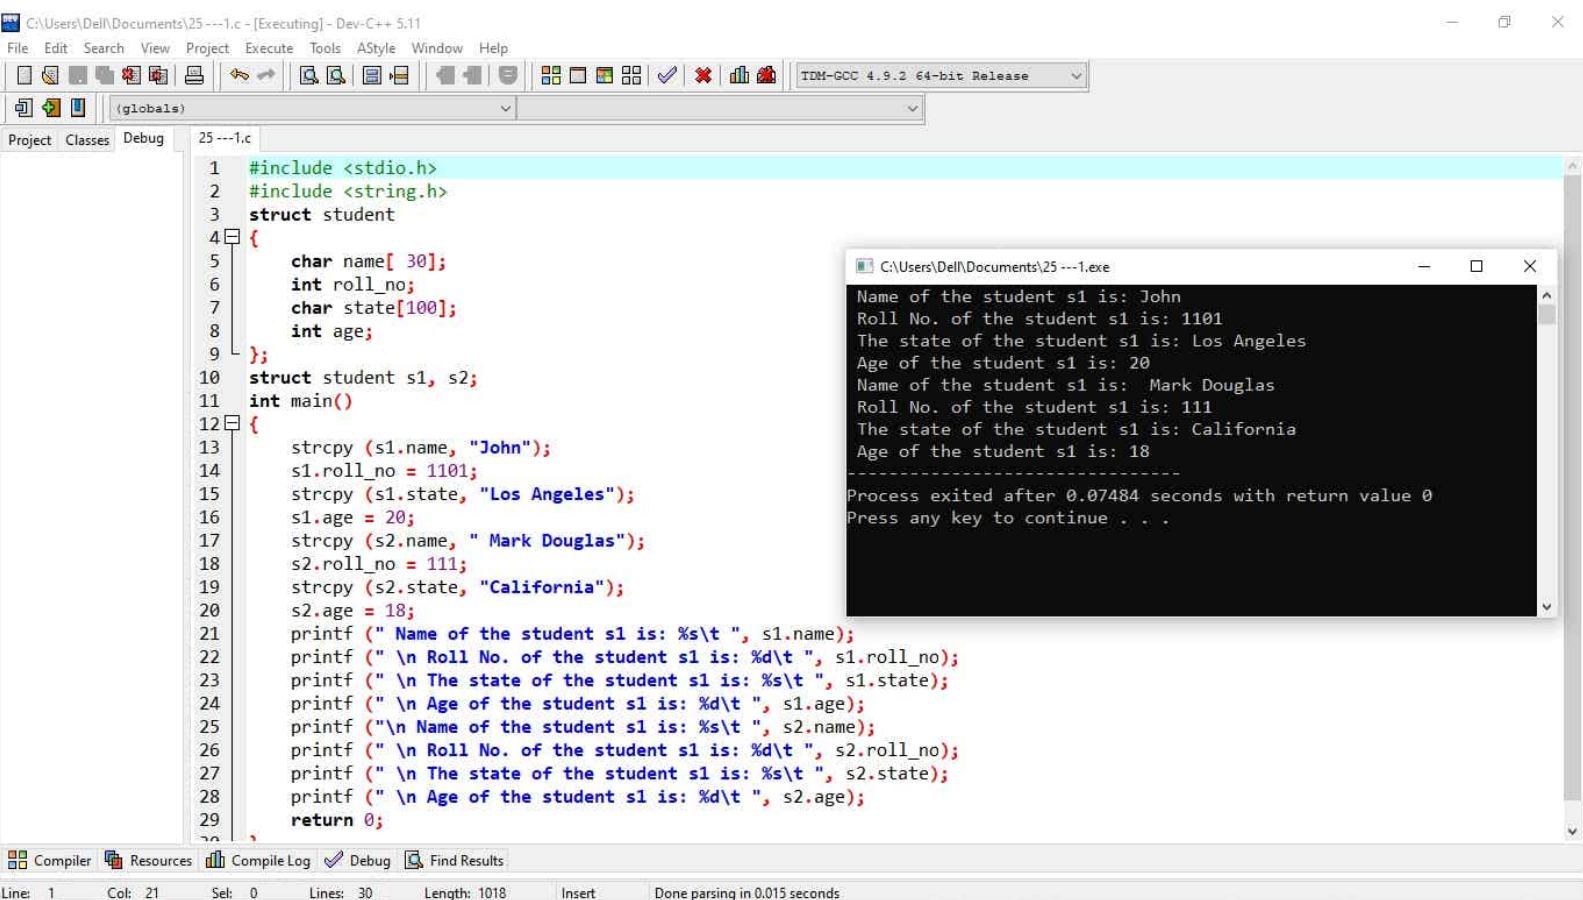 C:\Users\Dell\Documents\25 ---1.c - [Executing] - Dev-C++ 5.11
File Edit Search View Project Execute Tools AStyle Window Help
TDM-GCC 4.9.2 64-bit Release
(globals)
Project Classes Debug 25 ---1.c
1 #include <stdio.h>
2 #include <string.h>
3 struct student
4 {
5 char name[ 30];
6 int roll_no;
7 char state[100];
8 int age;
9 };
10 struct student s1, s2;
11 int main()
12 {
13 strcpy (s1.name, "John");
14 s1.roll_no = 1101;
15 strcpy (s1.state, "Los Angeles");
16 s1.age = 20;
17 strcpy (s2.name, " Mark Douglas");
18 s2.roll_no = 111;
19 strcpy (s2.state, "California");
20 s2.age = 18;
21 printf (" Name of the student s1 is: %s\t ", s1.name);
22 printf (" \n Roll No. of the student s1 is: %d\t ", s1.roll_no);
23 printf (" \n The state of the student s1 is: %s\t ", s1.state);
24 printf (" \n Age of the student s1 is: %d\t ", s1.age);
25 printf ("\n Name of the student s1 is: %s\t ", s2.name);
26 printf (" \n Roll No. of the student s1 is: %d\t ", s2.roll_no);
27 printf (" \n The state of the student s1 is: %s\t ", s2.state);
28 printf (" \n Age of the student s1 is: %d\t ", s2.age);
29 return 0;
C:\Users\Dell\Documents\25 ---1.exe
Name of the student s1 is: John
Roll No. of the student s1 is: 1101
The state of the student s1 is: Los Angeles
Age of the student s1 is: 20
Name of the student s1 is:  Mark Douglas
Roll No. of the student s1 is: 111
The state of the student s1 is: California
Age of the student s1 is: 18
--------------------------------
Process exited after 0.07484 seconds with return value 0
Press any key to continue . . .
Compiler Resources Compile Log Debug Find Results
Line: 1 Col: 21 Sel: 0 Lines: 30 Length: 1018 Insert Done parsing in 0.015 seconds